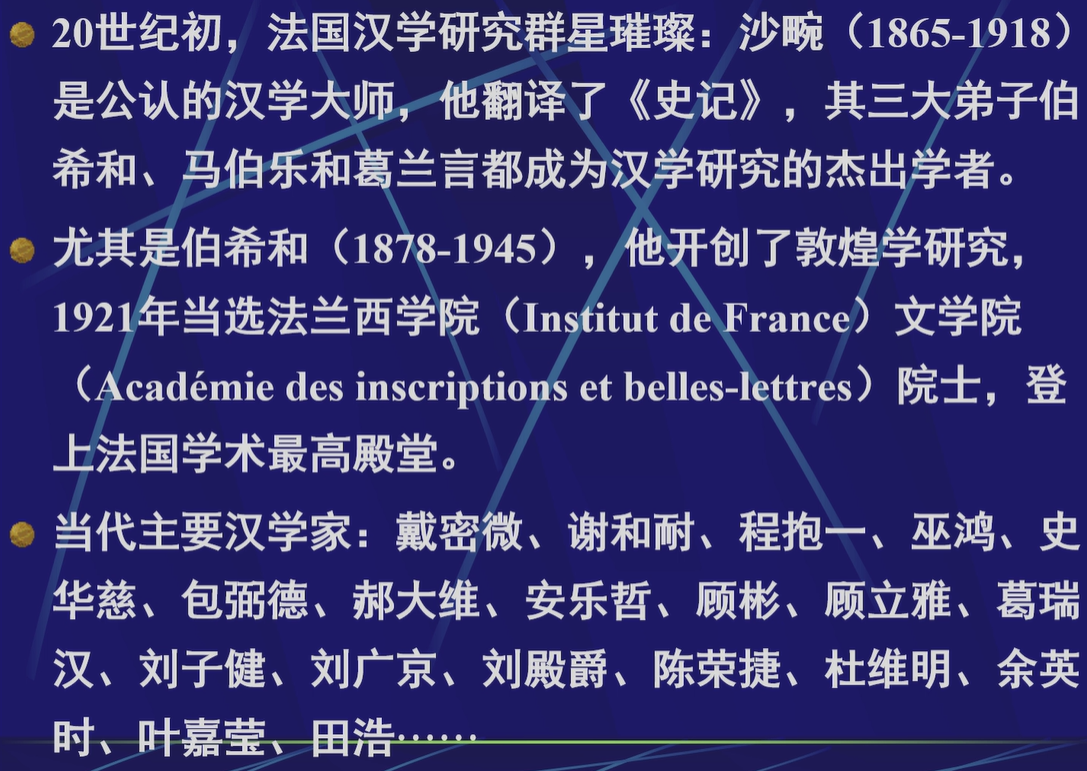 20世纪初，法国汉学研究群星璀璨：沙畹（1865-1918）
是公认的汉学大师，他翻译了《史记》，其三大弟子伯
希和、马伯乐和葛兰言都成为汉学研究的杰出学者。
尤其是伯希和（1878-1945），他开创了敦煌学研究，
1921年当选法兰西学院（Institut de France）文学院
（Académie des inscriptions et belles-lettres）院士，登
上法国学术最高殿堂。
当代主要汉学家：戴密微、谢和耐、程抱一、巫鸿、史
华慈、包弼德、郝大维、安乐哲、顾彬、顾立雅、葛瑞
汉、刘子健、刘广京、刘殿爵、陈荣捷、杜维明、余英
时、叶嘉莹、田浩……